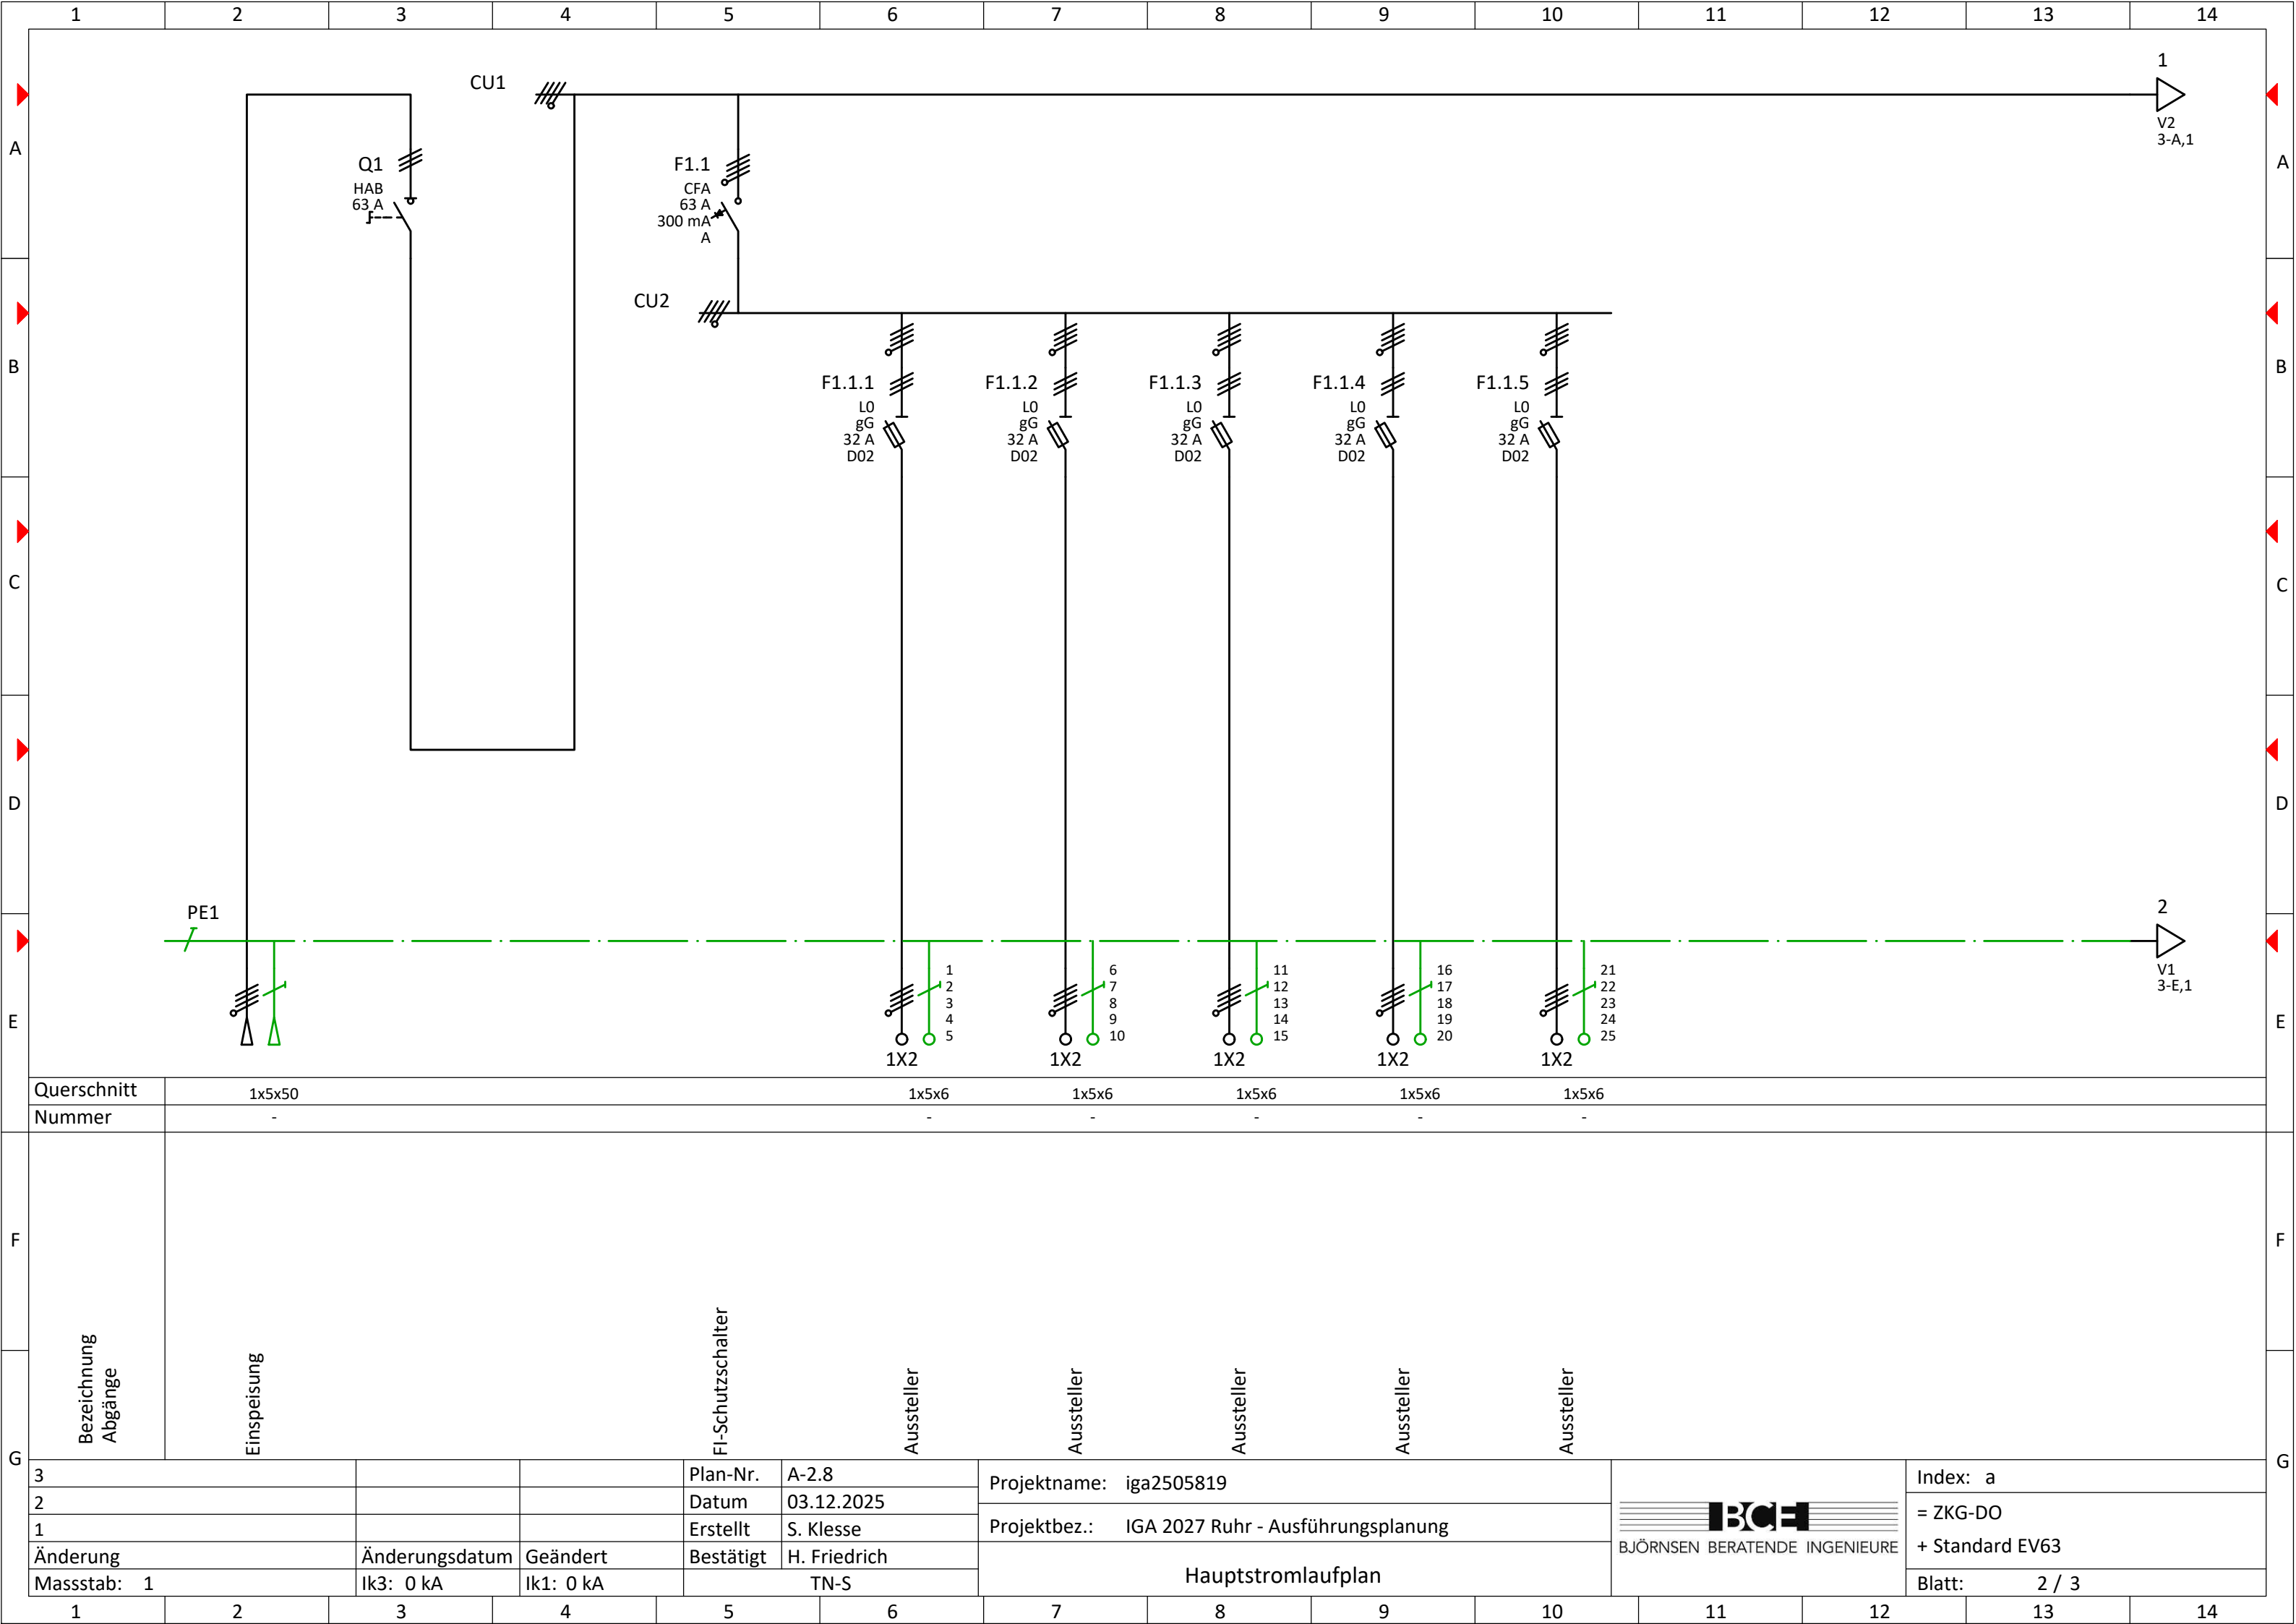 1 2 3 4 5 6 7 8 9 10 11 12 13 14
A
B
C
D
E
F
G
A
B
C
D
E
F
G
CU1
1
V2
3-A,1
Q1
HAB
63 A
F1.1
CFA
63 A
300 mA
A
CU2
F1.1.1
L0
gG
32 A
D02
F1.1.2
L0
gG
32 A
D02
F1.1.3
L0
gG
32 A
D02
F1.1.4
L0
gG
32 A
D02
F1.1.5
L0
gG
32 A
D02
PE1
2
V1
3-E,1
1
2
3
4
5
1X2
6
7
8
9
10
1X2
11
12
13
14
15
1X2
16
17
18
19
20
1X2
21
22
23
24
25
1X2
Querschnitt 1x5x50 1x5x6 1x5x6 1x5x6 1x5x6 1x5x6
Nummer - - - - - -
Bezeichnung
Abgänge
Einspeisung
FI-Schutzschalter
Aussteller
Aussteller
Aussteller
Aussteller
Aussteller
3
2
1
Änderung Änderungsdatum Geändert
Massstab: 1 Ik3: 0 kA Ik1: 0 kA
Plan-Nr. A-2.8
Datum 03.12.2025
Erstellt S. Klesse
Bestätigt H. Friedrich
TN-S
Projektname: iga2505819
Projektbez.: IGA 2027 Ruhr - Ausführungsplanung
Hauptstromlaufplan
BCE
BJÖRNSEN BERATENDE INGENIEURE
Index: a
= ZKG-DO
+ Standard EV63
Blatt: 2 / 3
1 2 3 4 5 6 7 8 9 10 11 12 13 14